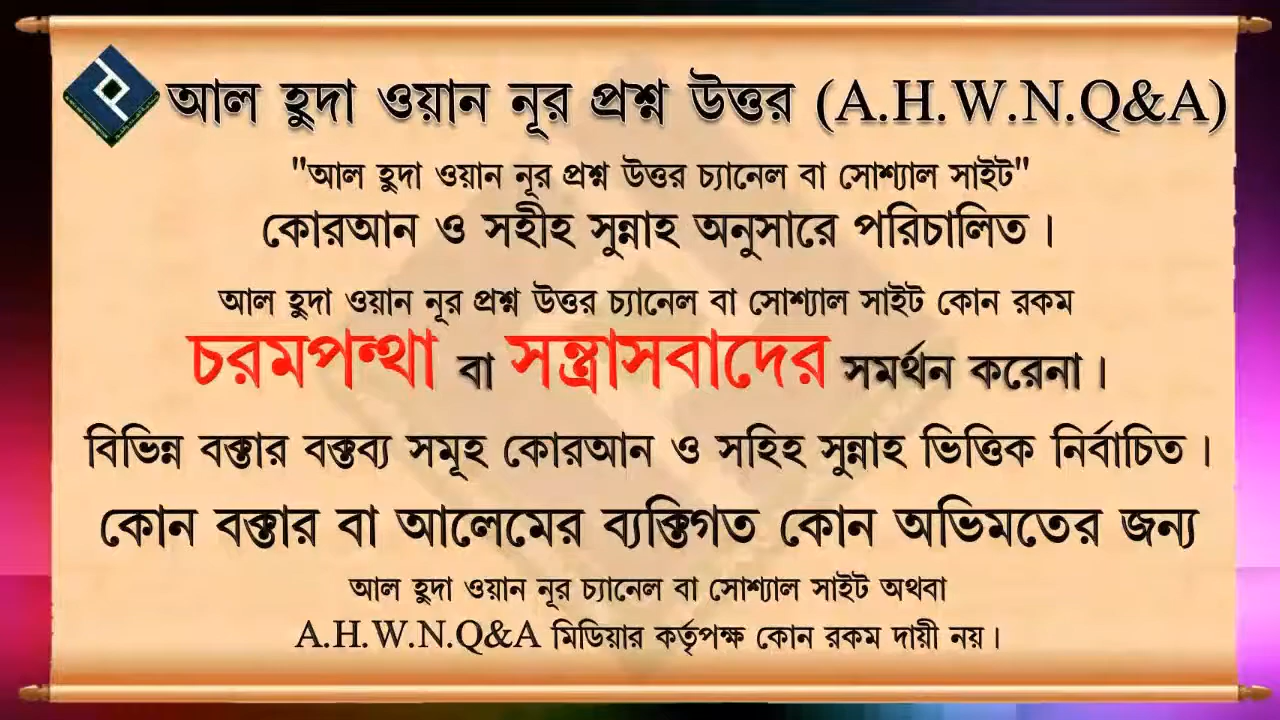 আল হুদা ওয়ান নূর প্রশ্ন উত্তর (A.H.W.N.Q&A)
"আল হুদা ওয়ান নূর প্রশ্ন উত্তর চ্যানেল বা সোশ্যাল সাইট"
কোরআন ও সহীহ সুন্নাহ অনুসারে পরিচালিত।
আল হুদা ওয়ান নূর প্রশ্ন উত্তর চ্যানেল বা সোশ্যাল সাইট কোন রকম
চরমপন্থা বা সন্ত্রাসবাদের সমর্থন করেনা।
বিভিন্ন বক্তার বক্তব্য সমূহ কোরআন ও সহিহ সুন্নাহ ভিত্তিক নির্বাচিত।
কোন বক্তার বা আলেমের ব্যক্তিগত কোন অভিমতের জন্য
আল হুদা ওয়ান নূর চ্যানেল বা সোশ্যাল সাইট অথবা
A.H.W.N.Q&A মিডিয়ার কর্তৃপক্ষ কোন রকম দায়ী নয়।